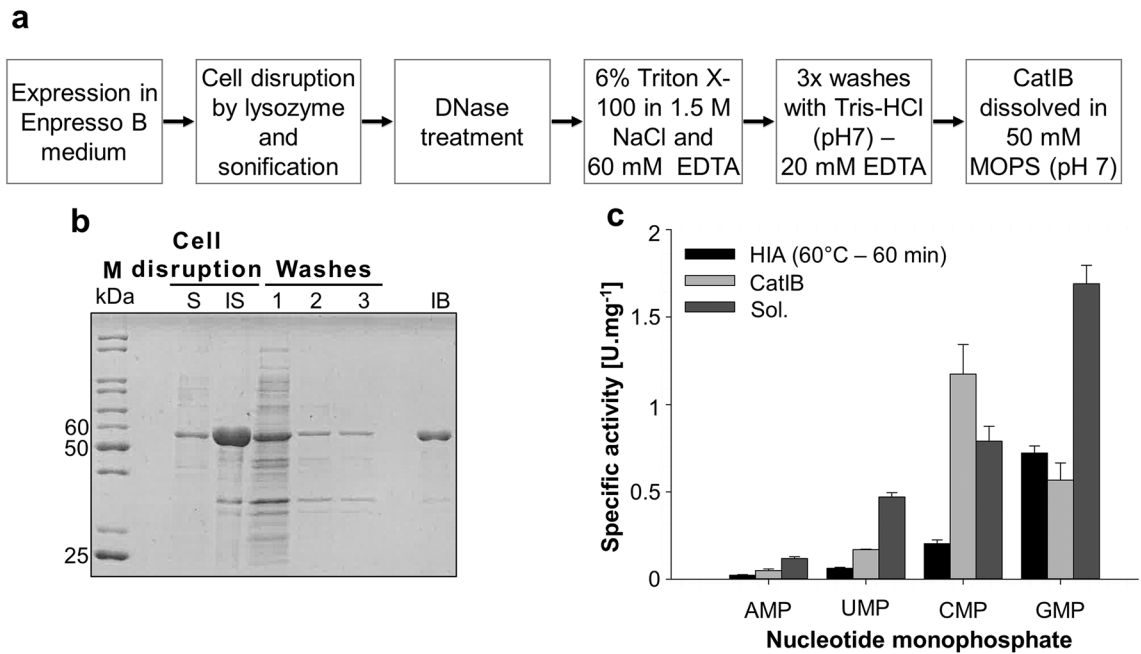 a
Expression in
Enpresso B
medium
Cell disruption
by lysozyme
and
sonification
DNase
treatment
6% Triton X-
100 in 1.5 M
NaCl and
60 mM EDTA
3x washes
with Tris-HCl
(pH7) –
20 mM EDTA
CatIB
dissolved in
50 mM
MOPS (pH 7)
b
Cell
M disruption Washes
kDa S IS 1 2 3 IB
60
50
25
c
2
1.5
1
0.5
0
Specific activity [U.mg-1]
HIA (60°C – 60 min)
CatIB
Sol.
AMP UMP CMP GMP
Nucleotide monophosphate